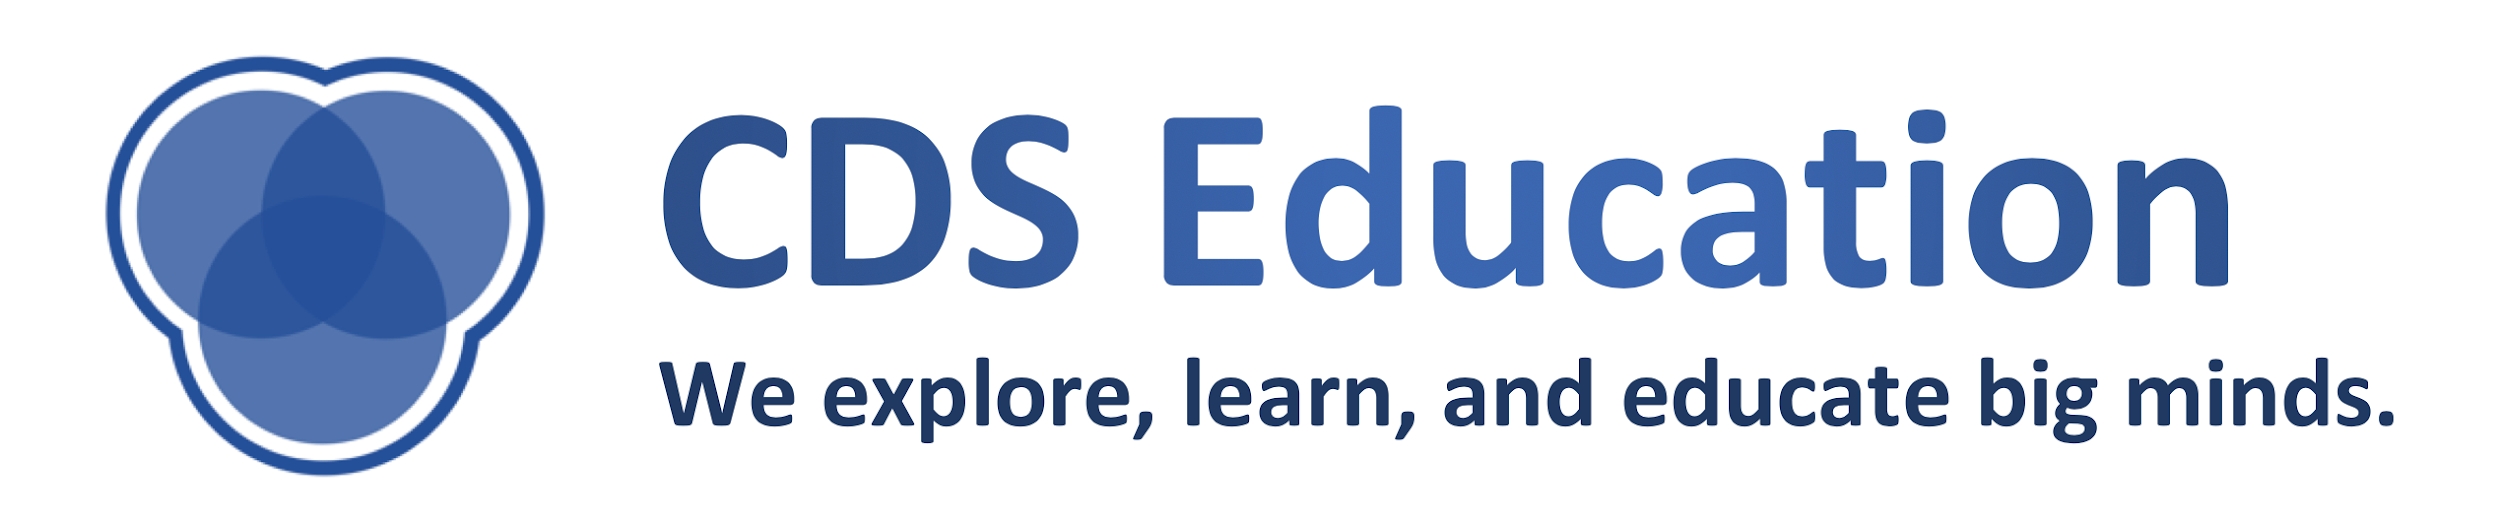 CDS Education
We explore, learn, and educate big minds.